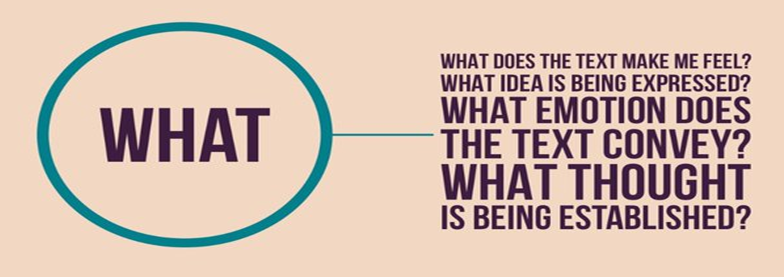 WHAT
WHAT DOES THE TEXT MAKE ME FEEL?
WHAT IDEA IS BEING EXPRESSED?
WHAT EMOTION DOES
THE TEXT CONVEY?
WHAT THOUGHT
IS BEING ESTABLISHED?